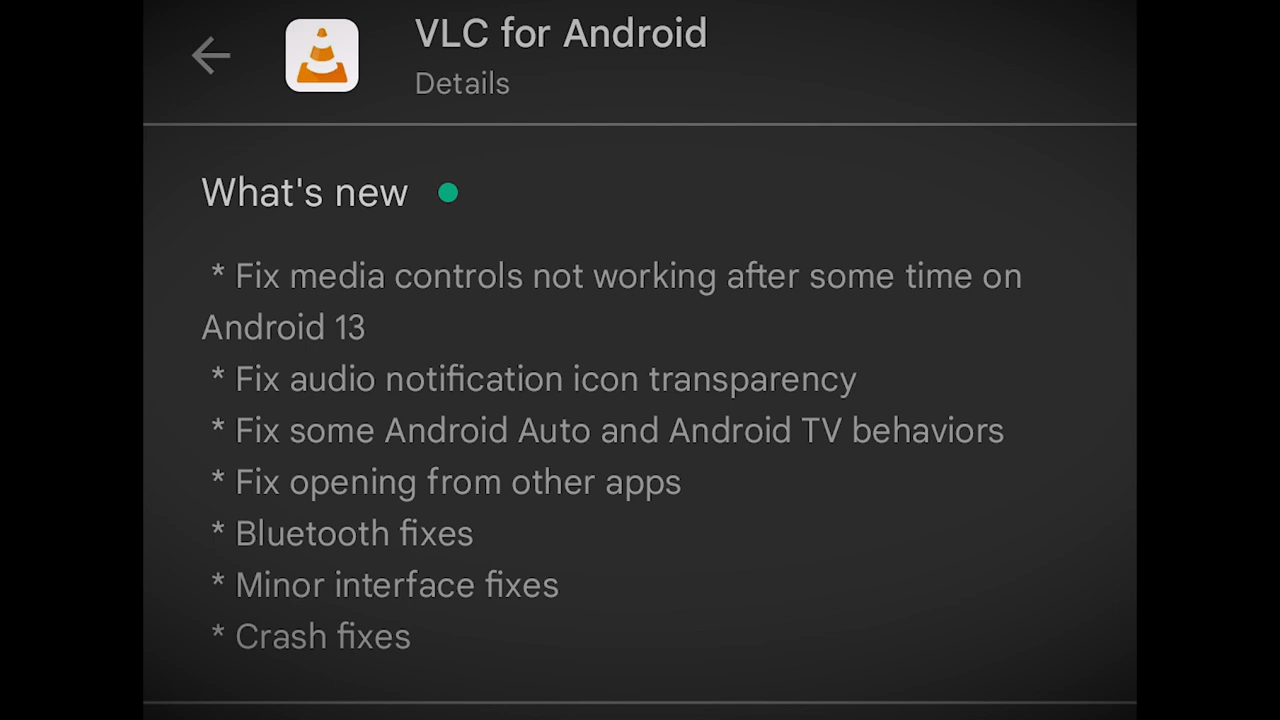 VLC for Android
Details
What's new
* Fix media controls not working after some time on
Android 13
* Fix audio notification icon transparency
* Fix some Android Auto and Android TV behaviors
* Fix opening from other apps
* Bluetooth fixes
* Minor interface fixes
* Crash fixes